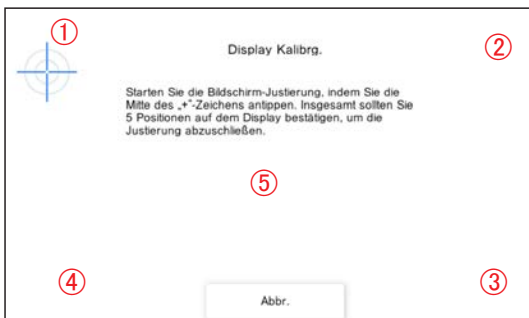 ①
②
Display Kalibrg.
Starten Sie die Bildschirm-Justierung, indem Sie die
Mitte des „+“-Zeichens antippen. Insgesamt sollten Sie
5 Positionen auf dem Display bestätigen, um die
Justierung abzuschließen.
⑤
④
③
Abbr.